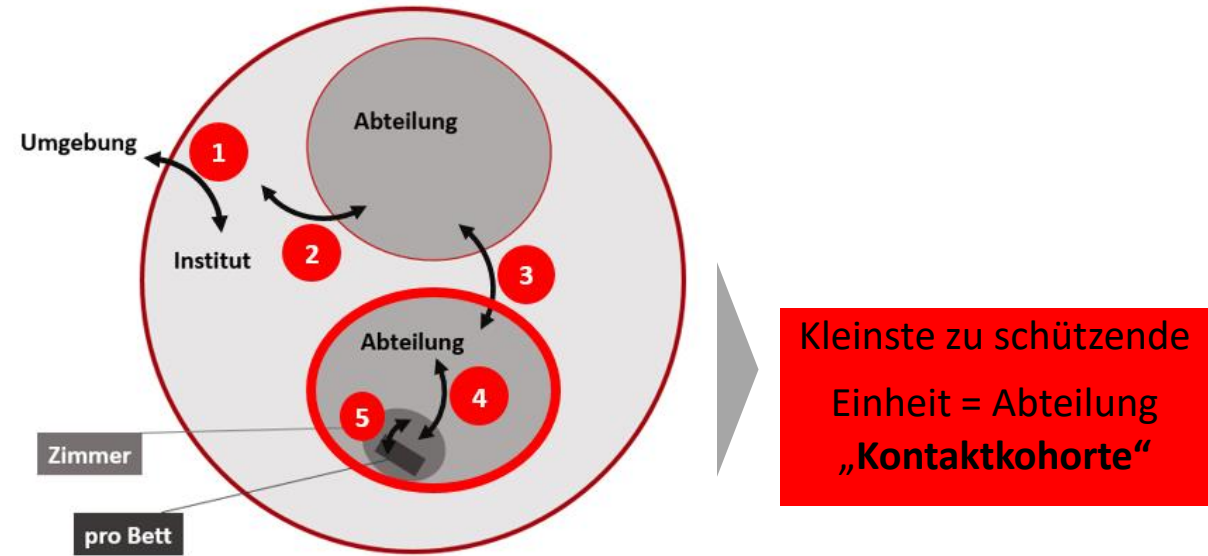 Abteilung
Umgebung
1
Institut
2
3
Abteilung
4
5
Zimmer
pro Bett
Kleinste zu schützende
Einheit = Abteilung
„Kontaktkohorte“